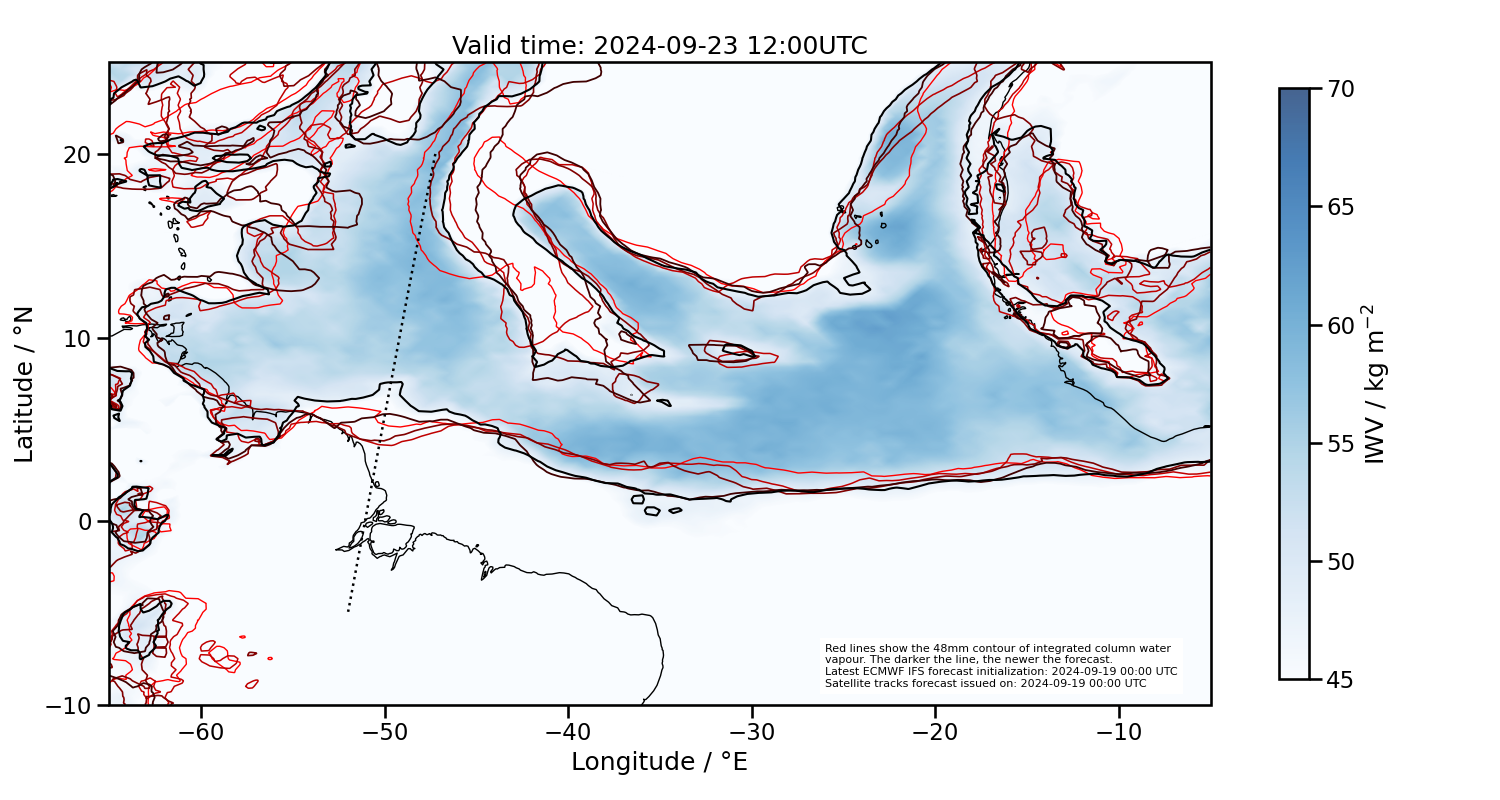 Valid time: 2024-09-23 12:00UTC
Latitude / °N
20
10
0
−10
−60
−50
−40
−30
−20
−10
Longitude / °E
Red lines show the 48mm contour of integrated column water
vapour. The darker the line, the newer the forecast.
Latest ECMWF IFS forecast initialization: 2024-09-19 00:00 UTC
Satellite tracks forecast issued on: 2024-09-19 00:00 UTC
70
65
60
55
50
45
IWV / kg m⁻²